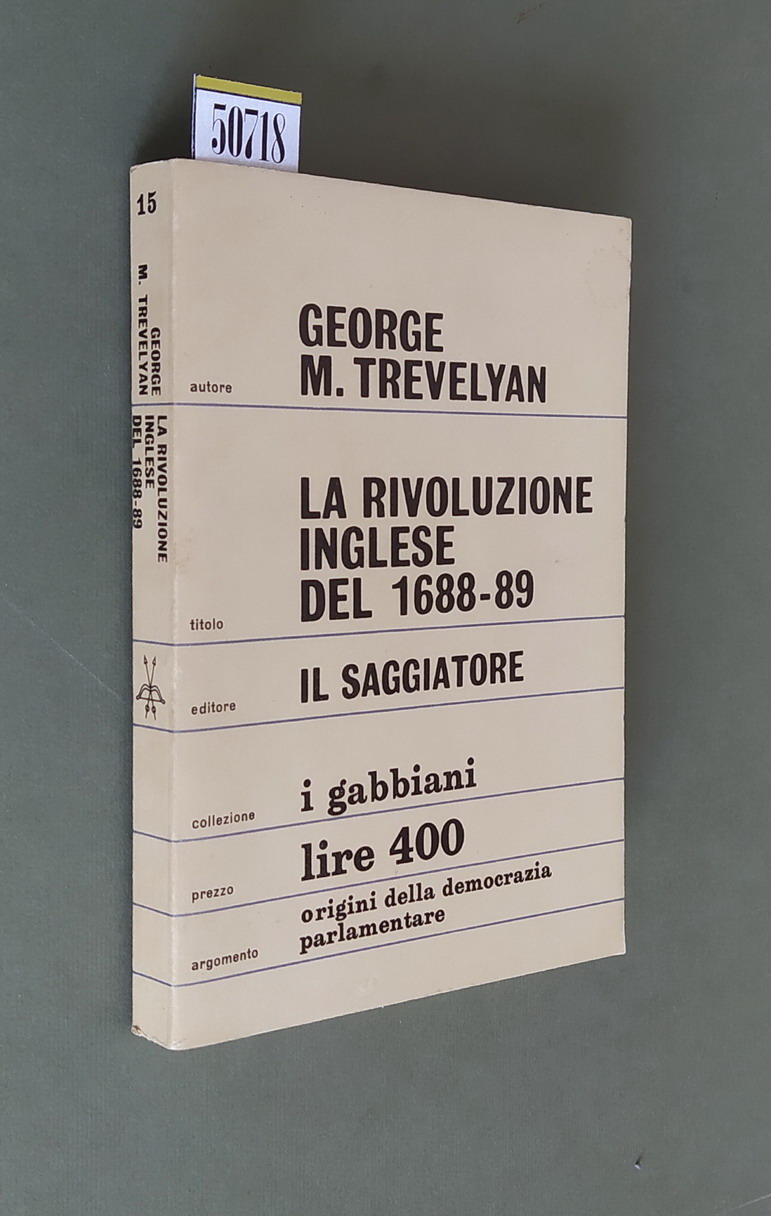 50718
15
GEORGE
M. TREVELYAN
LA RIVOLUZIONE
INGLESE
DEL 1688-89
autore
GEORGE
M. TREVELYAN
titolo
LA RIVOLUZIONE
INGLESE
DEL 1688-89
editore
IL SAGGIATORE
collezione
i gabbiani
prezzo
lire 400
argomento
origini della democrazia
parlamentare